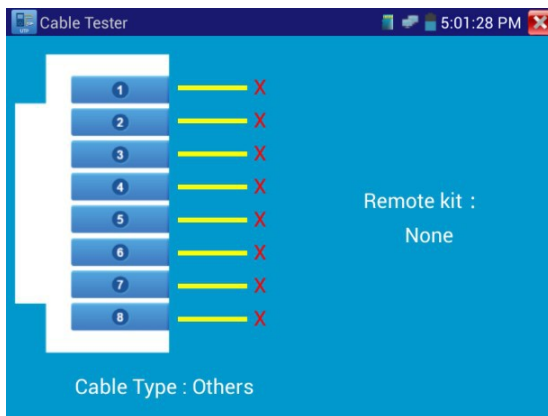 Cable Tester
5:01:28 PM
1
X
2
X
3
X
4
X
5
X
6
X
7
X
8
X
Remote kit :
None
Cable Type : Others